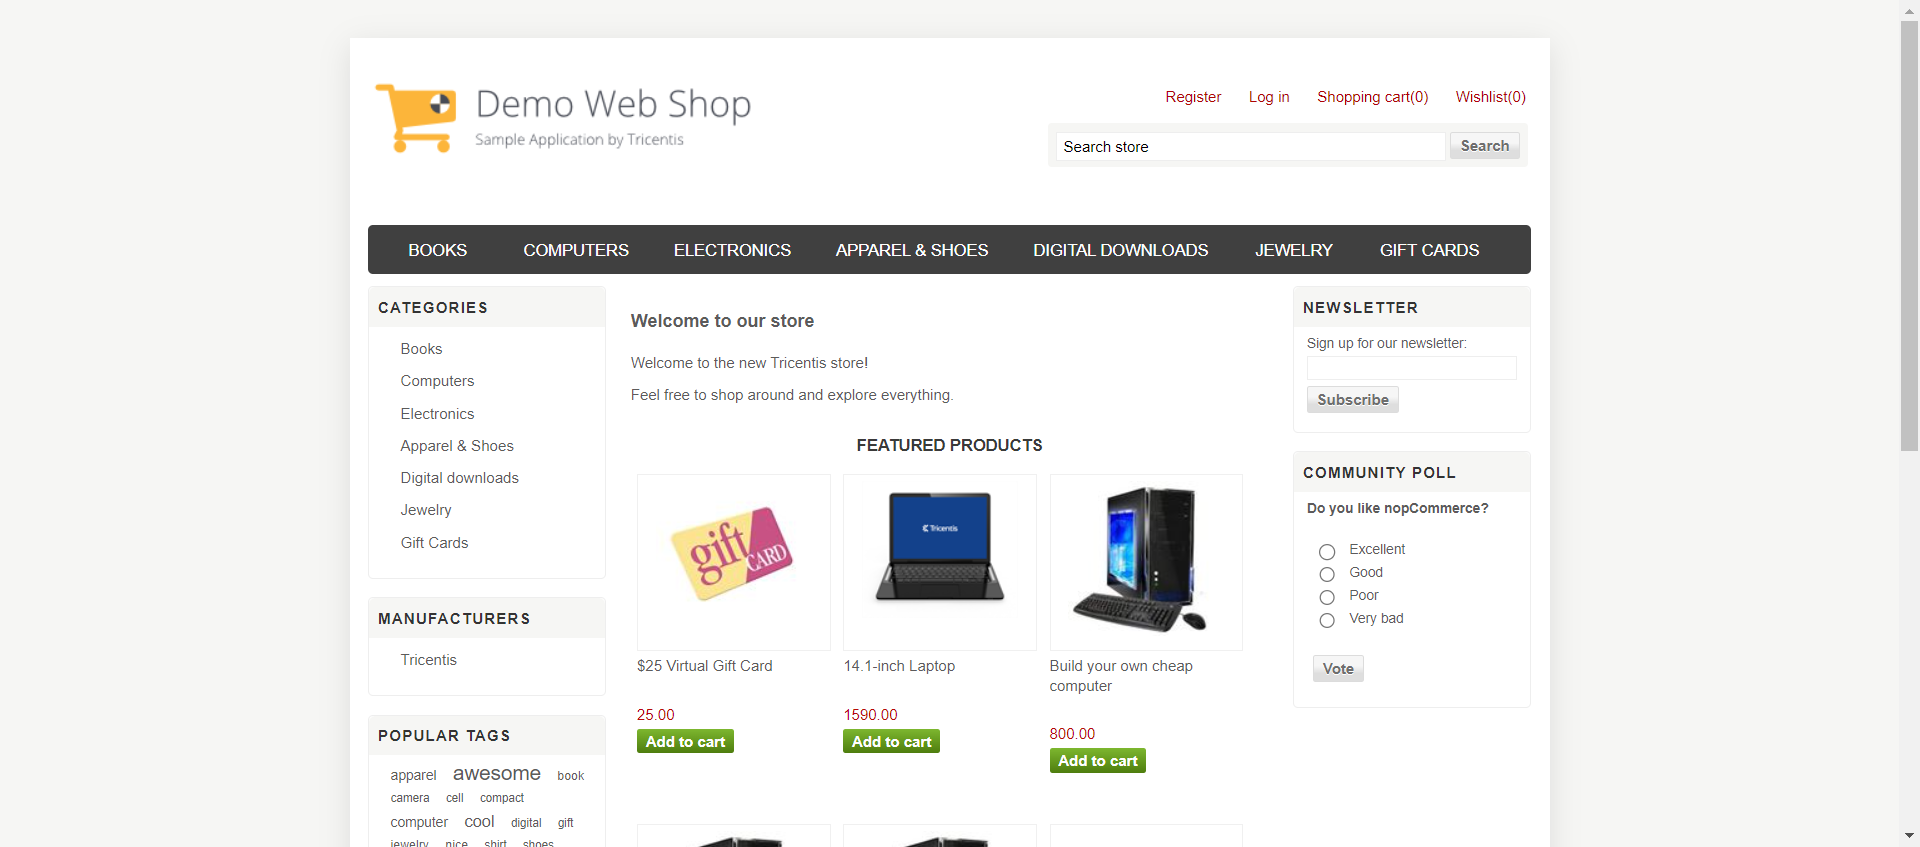 Demo Web Shop
Sample Application by Tricentis
Register Log in Shopping cart(0) Wishlist(0)
Search store Search
BOOKS COMPUTERS ELECTRONICS APPAREL & SHOES DIGITAL DOWNLOADS JEWELRY GIFT CARDS
CATEGORIES
Books
Computers
Electronics
Apparel & Shoes
Digital downloads
Jewelry
Gift Cards
MANUFACTURERS
Tricentis
POPULAR TAGS
apparel awesome book
camera cell compact
computer cool digital gift
jewelry nice shirt shoes
Welcome to our store
Welcome to the new Tricentis store!
Feel free to shop around and explore everything.
FEATURED PRODUCTS
gift
CARD
Tricentis
$25 Virtual Gift Card
25.00
Add to cart
14.1-inch Laptop
1590.00
Add to cart
Build your own cheap
computer
800.00
Add to cart
NEWSLETTER
Sign up for our newsletter:
Subscribe
COMMUNITY POLL
Do you like nopCommerce?
Excellent
Good
Poor
Very bad
Vote